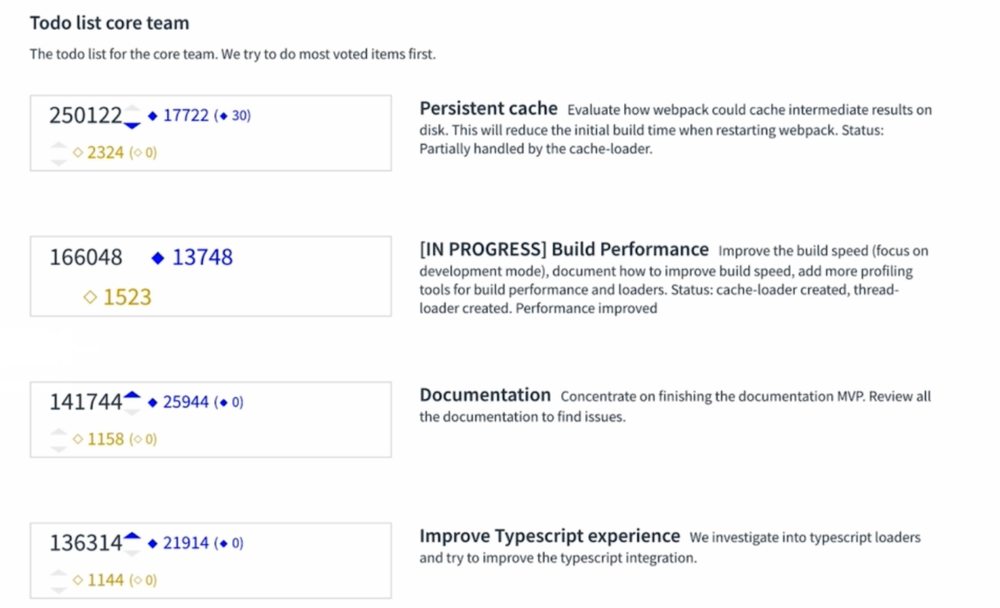 Todo list core team
The todo list for the core team. We try to do most voted items first.
250122 ◆ 17722 (◆ 30)
◇ 2324 (◇ 0)
Persistent cache Evaluate how webpack could cache intermediate results on
disk. This will reduce the initial build time when restarting webpack. Status:
Partially handled by the cache-loader.
166048 ◆ 13748
◇ 1523
[IN PROGRESS] Build Performance Improve the build speed (focus on
development mode), document how to improve build speed, add more profiling
tools for build performance and loaders. Status: cache-loader created, thread-
loader created. Performance improved
141744 ◆ 25944 (◆ 0)
◇ 1158 (◇ 0)
Documentation Concentrate on finishing the documentation MVP. Review all
the documentation to find issues.
136314 ◆ 21914 (◆ 0)
◇ 1144 (◇ 0)
Improve Typescript experience We investigate into typescript loaders
and try to improve the typescript integration.